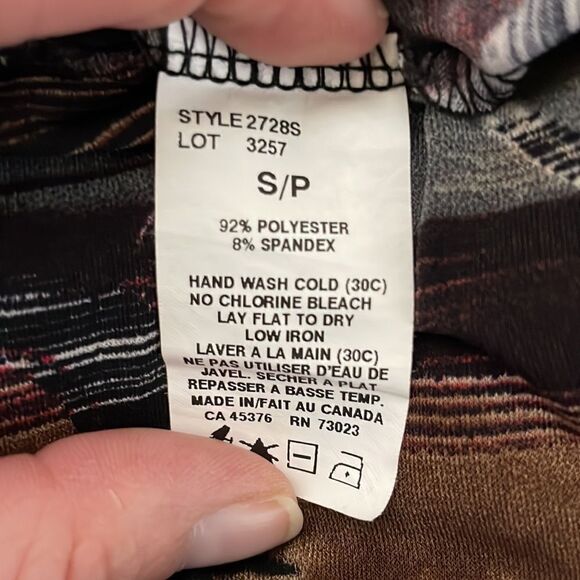 STYLE 2728S
LOT 3257
S/P
92% POLYESTER
8% SPANDEX
HAND WASH COLD (30C)
NO CHLORINE BLEACH
LAY FLAT TO DRY
LOW IRON
LAVER A LA MAIN (30C)
NE PAS UTILISER D'EAU DE
JAVEL. SECHER A PLAT
REPASSER A BASSE TEMP.
MADE IN/FAIT AU CANADA
CA 45376 RN 73023